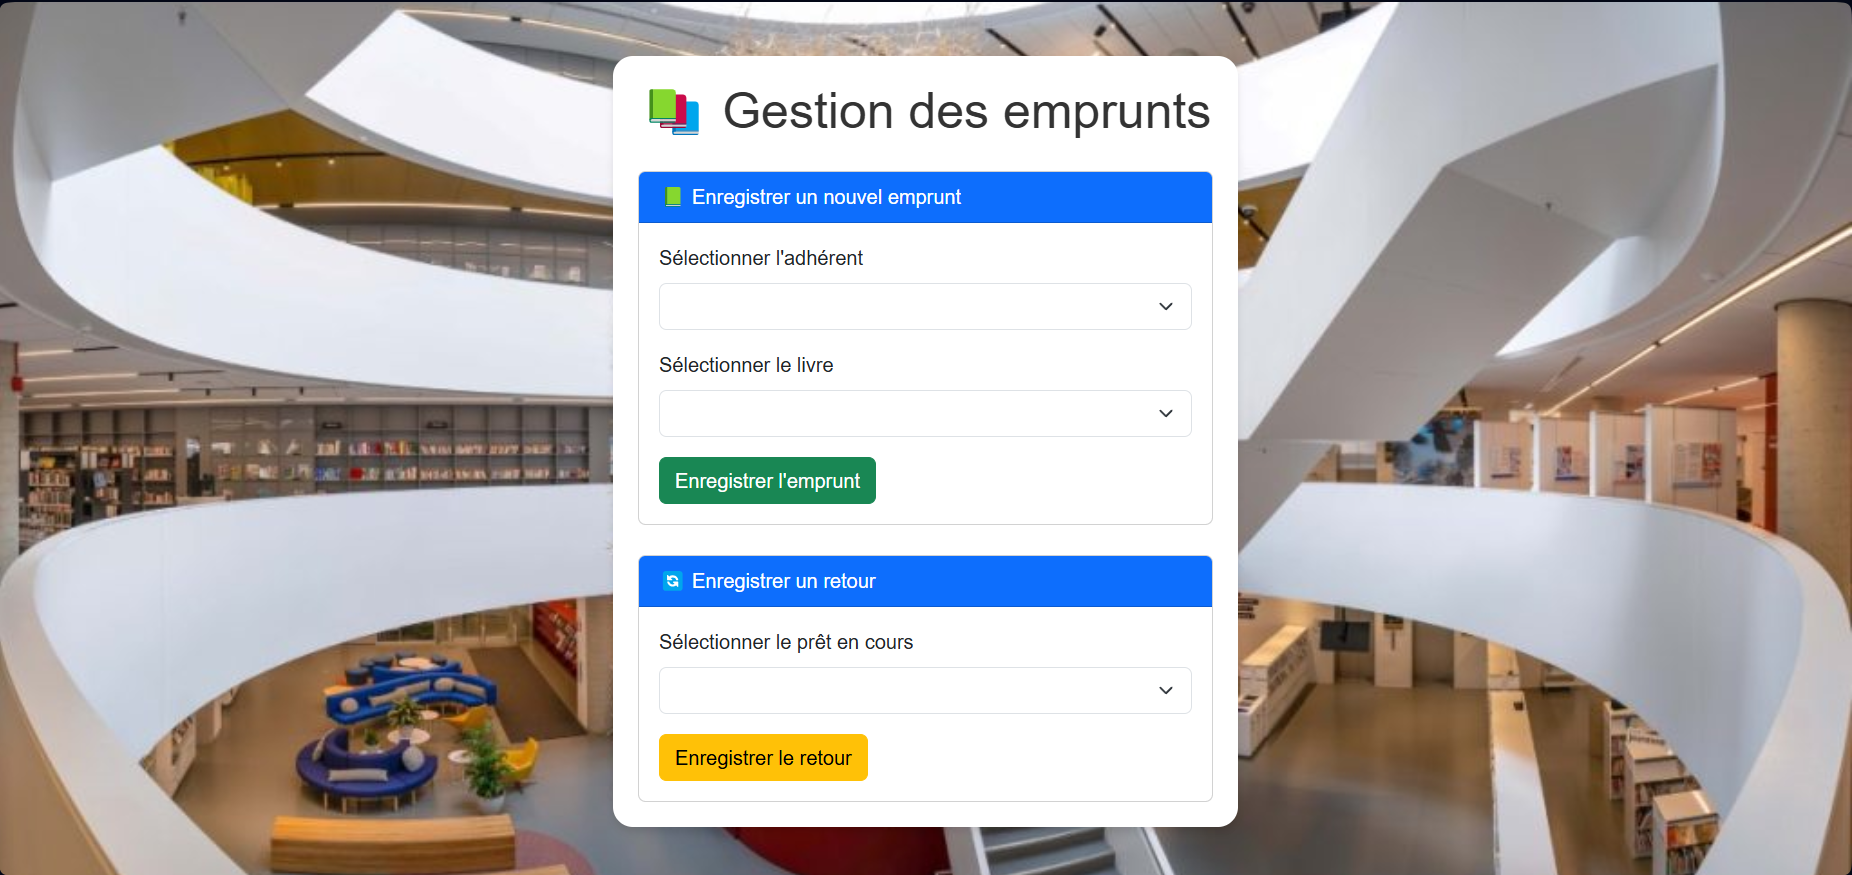 Gestion des emprunts
Enregistrer un nouvel emprunt
Sélectionner l'adhérent
Sélectionner le livre
Enregistrer l'emprunt
Enregistrer un retour
Sélectionner le prêt en cours
Enregistrer le retour